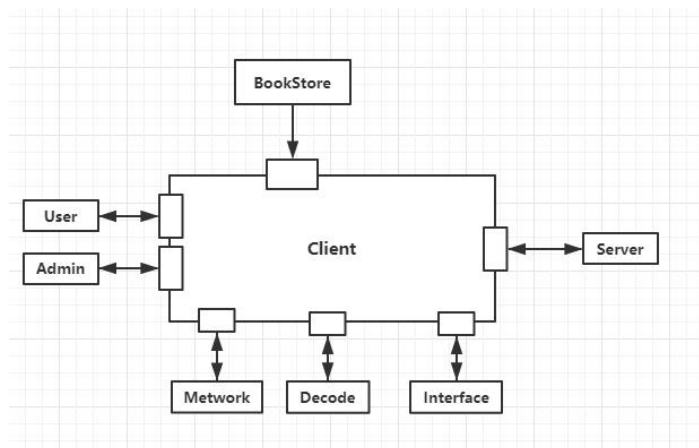 BookStore
User
Client
Server
Admin
Metwork
Decode
Interface